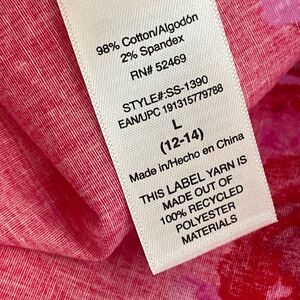 98% Cotton/Algodón
2% Spandex
RN# 52469
STYLE#:SS-1390
EAN/UPC 191315779788
L
(12-14)
Made in/Hecho en China
THIS LABEL YARN IS
MADE OUT OF
100% RECYCLED
POLYESTER
MATERIALS